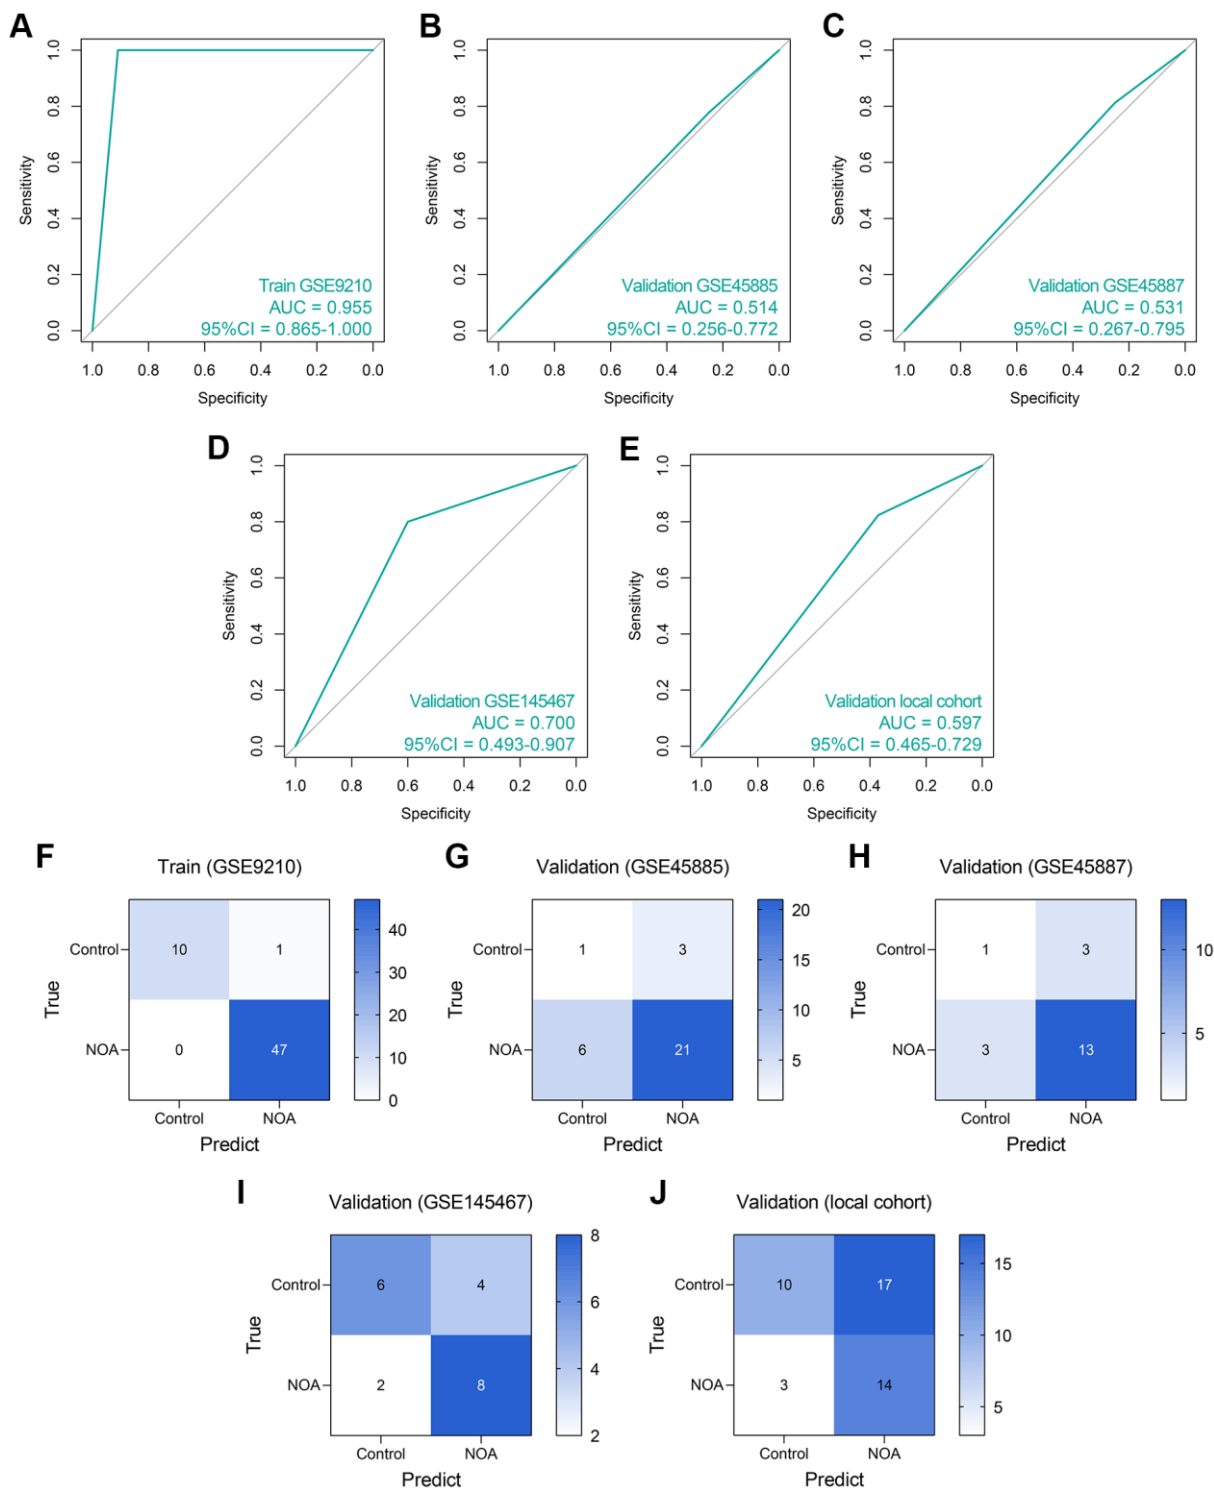 A
B
C
1.0
0.8
0.6
0.4
0.2
0.0
Sensitivity
Train GSE9210
AUC = 0.955
95%CI = 0.865-1.000
1.0 0.8 0.6 0.4 0.2 0.0
Specificity
1.0
0.8
0.6
0.4
0.2
0.0
Sensitivity
Validation GSE45885
AUC = 0.514
95%CI = 0.256-0.772
1.0 0.8 0.6 0.4 0.2 0.0
Specificity
1.0
0.8
0.6
0.4
0.2
0.0
Sensitivity
Validation GSE45887
AUC = 0.531
95%CI = 0.267-0.795
1.0 0.8 0.6 0.4 0.2 0.0
Specificity
D
E
1.0
0.8
0.6
0.4
0.2
0.0
Sensitivity
Validation GSE145467
AUC = 0.700
95%CI = 0.493-0.907
1.0 0.8 0.6 0.4 0.2 0.0
Specificity
1.0
0.8
0.6
0.4
0.2
0.0
Sensitivity
Validation local cohort
AUC = 0.597
95%CI = 0.465-0.729
1.0 0.8 0.6 0.4 0.2 0.0
Specificity
F
Train (GSE9210)
True
Control 10 1
NOA 0 47
Control NOA
Predict
40
30
20
10
0
G
Validation (GSE45885)
True
Control 1 3
NOA 6 21
Control NOA
Predict
20
15
10
5
H
Validation (GSE45887)
True
Control 1 3
NOA 3 13
Control NOA
Predict
10
5
I
Validation (GSE145467)
True
Control 6 4
NOA 2 8
Control NOA
Predict
8
6
4
2
J
Validation (local cohort)
True
Control 10 17
NOA 3 14
Control NOA
Predict
15
10
5